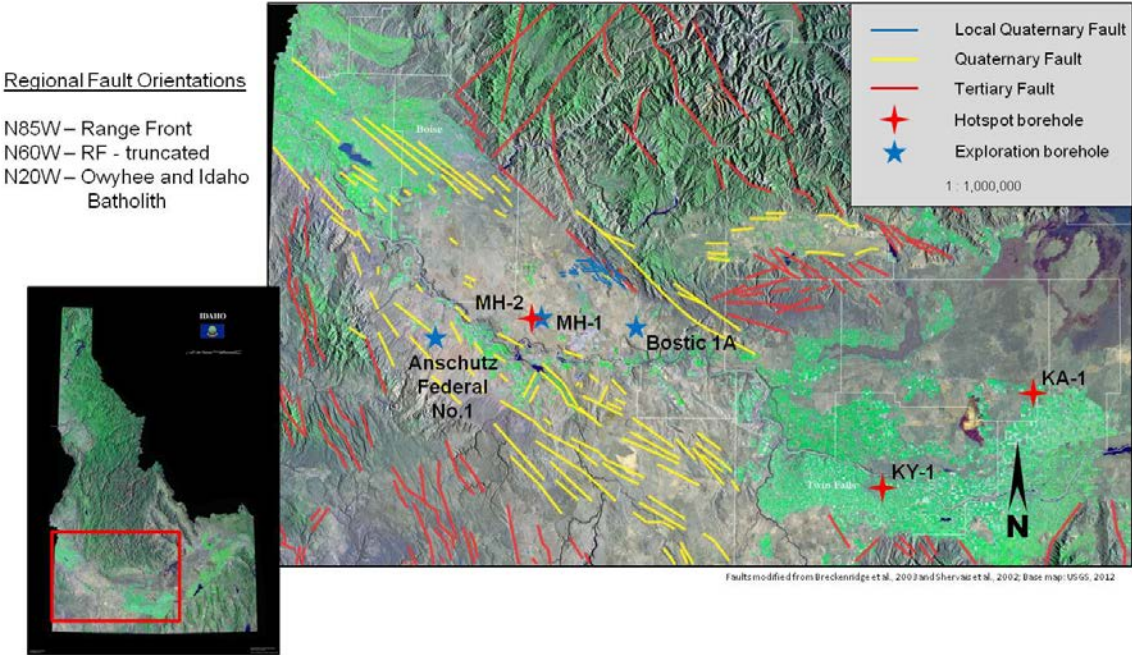 Regional Fault Orientations
N85W – Range Front
N60W – RF - truncated
N20W – Owyhee and Idaho
Batholith
IDAHO
Boise
MH-2
MH-1
Bostic 1A
Anschutz
Federal
No.1
KA-1
KY-1
Twin Falls
N
Local Quaternary Fault
Quaternary Fault
Tertiary Fault
Hotspot borehole
Exploration borehole
1 : 1,000,000
Faults modified from Breckenridge et al., 2003 and Shervais et al., 2002; Base map: USGS, 2012